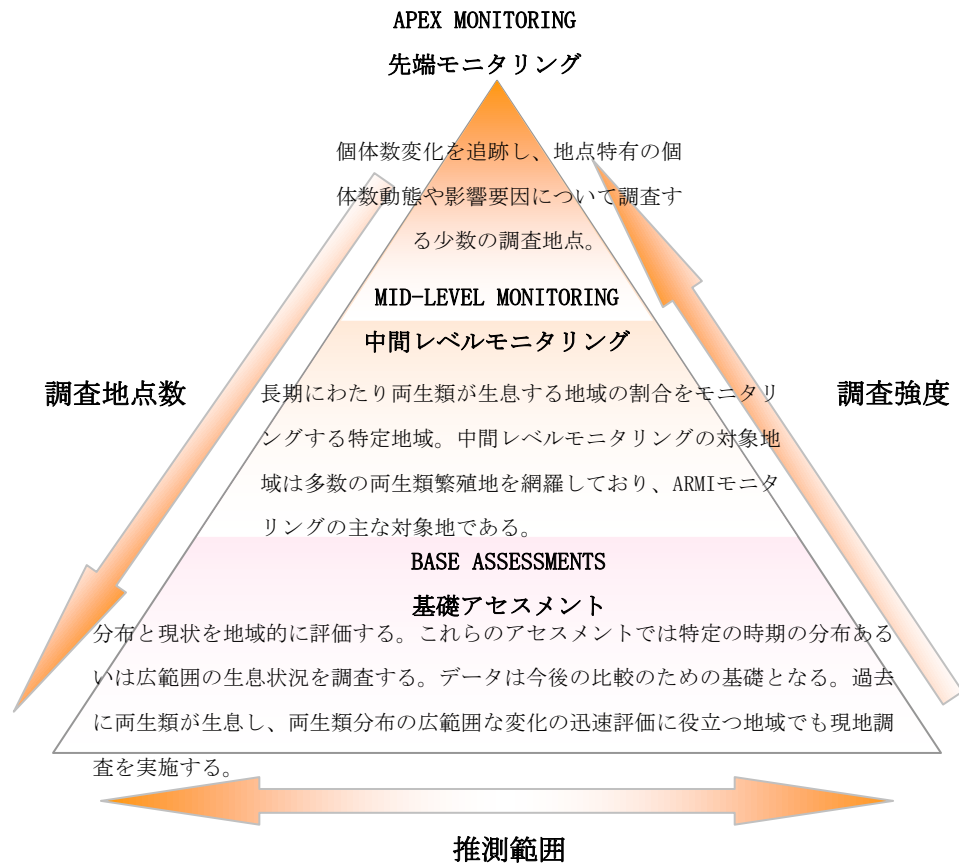 APEX MONITORING
先端モニタリング
個体数変化を追跡し、地点特有の個
体数動態や影響要因について調査す
る少数の調査地点。
MID-LEVEL MONITORING
中間レベルモニタリング
調査地点数
調査強度
長期にわたり両生類が生息する地域の割合をモニタリ
ングする特定地域。中間レベルモニタリングの対象地
域は多数の両生類繁殖地を網羅しており、ARMIモニタ
リングの主な対象地である。
BASE ASSESSMENTS
基礎アセスメント
分布と現状を地域的に評価する。これらのアセスメントでは特定の時期の分布ある
いは広範囲の生息状況を調査する。データは今後の比較のための基礎となる。過去
に両生類が生息し、両生類分布の広範囲な変化の迅速評価に役立つ地域でも現地調
査を実施する。
推測範囲